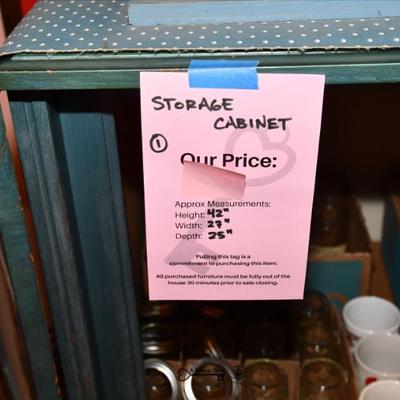 STORAGE
CABINET
1
Our Price:
Approx Measurements:
Height: 42"
Width: 27"
Depth: 25"
Pulling this tag is a
commitment to purchasing this item.
All purchased furniture must be fully out of the
house 30 minutes prior to sale closing.